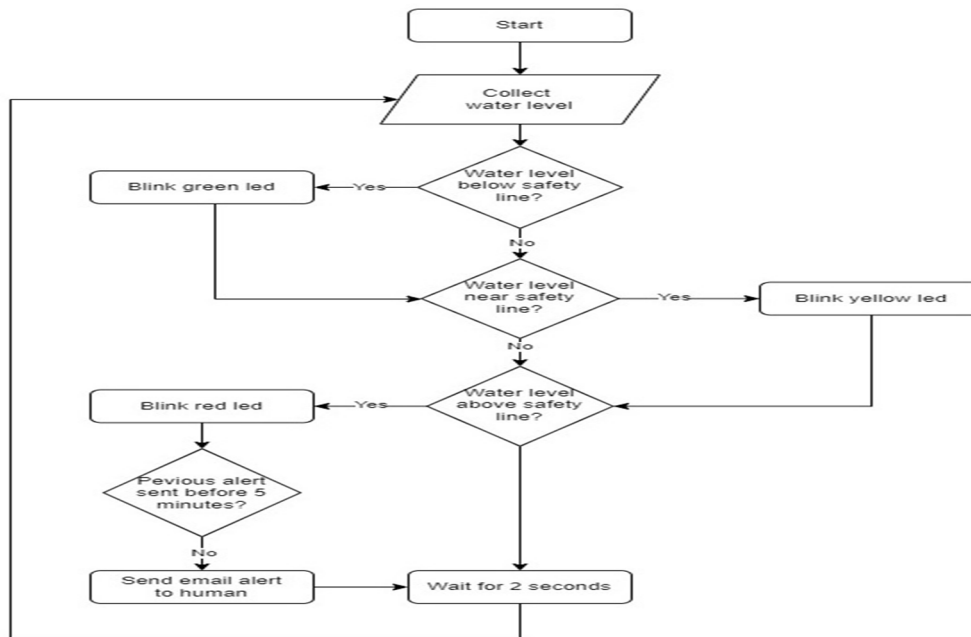 Start
Collect
water level
Water level
below safety
line?
Yes
Blink green led
No
Water level
near safety
line?
Yes
Blink yellow led
No
Water level
above safety
line?
Yes
Blink red led
Pevious alert
sent before 5
minutes?
No
Send email alert
to human
Wait for 2 seconds